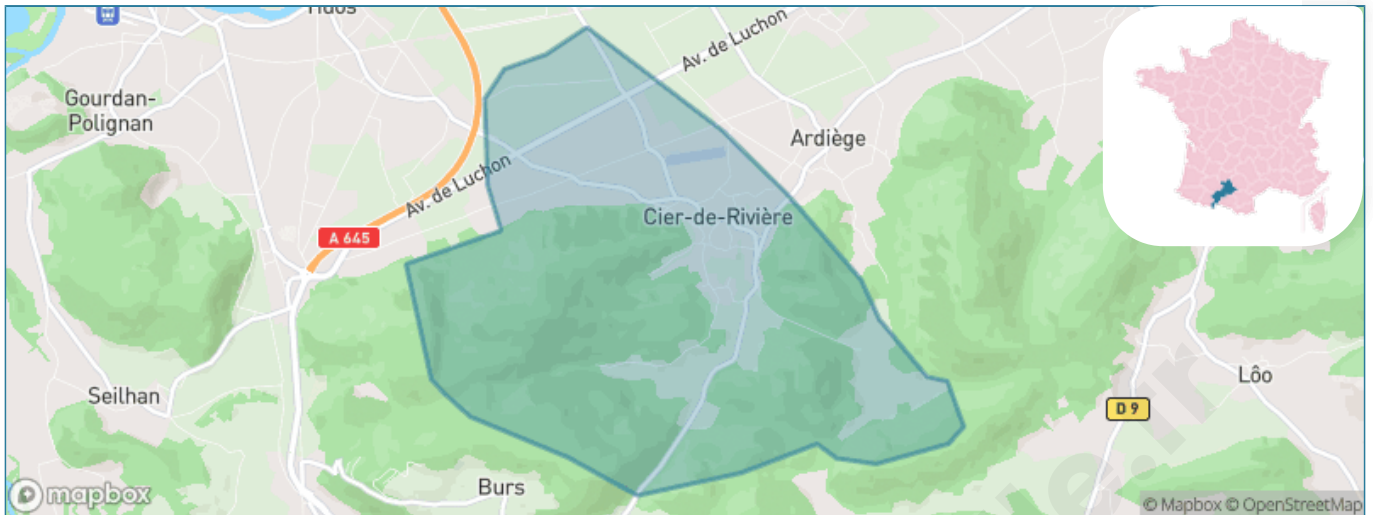 Av. de Luchon
Gourdan-
Polignan
Ardiège
Av. de Luchon
Cier-de-Rivière
A 645
Seilhan
Lôo
D 9
Burs
mapbox
© Mapbox © OpenStreetMap